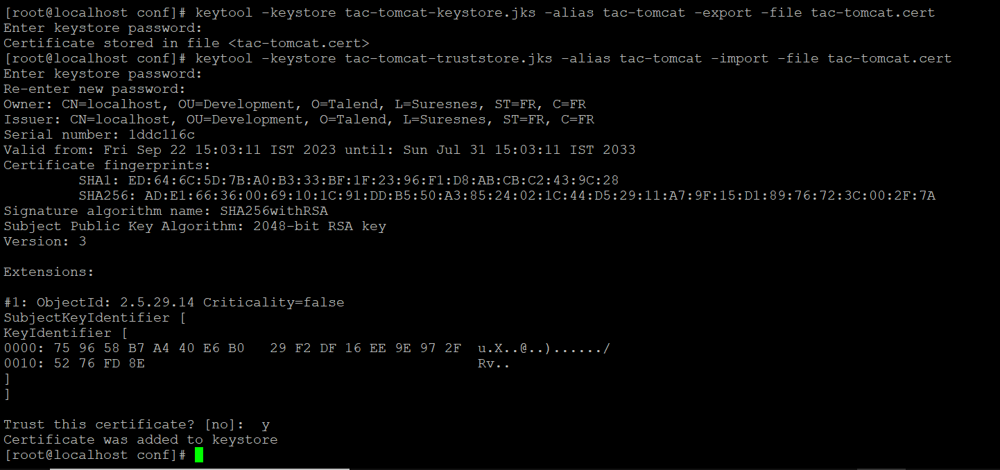 [root@localhost conf]# keytool -keystore tac-tomcat-keystore.jks -alias tac-tomcat -export -file tac-tomcat.cert
Enter keystore password:
Certificate stored in file <tac-tomcat.cert>
[root@localhost conf]# keytool -keystore tac-tomcat-truststore.jks -alias tac-tomcat -import -file tac-tomcat.cert
Enter keystore password:
Re-enter new password:
Owner: CN=localhost, OU=Development, O=Talend, L=Suresnes, ST=FR, C=FR
Issuer: CN=localhost, OU=Development, O=Talend, L=Suresnes, ST=FR, C=FR
Serial number: 1ddc116c
Valid from: Fri Sep 22 15:03:11 IST 2023 until: Sun Jul 31 15:03:11 IST 2033
Certificate fingerprints:
         SHA1: ED:64:6C:5D:7B:A0:B3:33:BF:1F:23:96:F1:D8:AB:CB:C2:43:9C:28
         SHA256: AD:E1:66:36:00:69:10:1C:91:DD:B5:50:A3:85:24:02:1C:44:D5:29:11:A7:9F:15:D1:89:76:72:3C:00:2F:7A
Signature algorithm name: SHA256withRSA
Subject Public Key Algorithm: 2048-bit RSA key
Version: 3
Extensions:
#1: ObjectId: 2.5.29.14 Criticality=false
SubjectKeyIdentifier [
KeyIdentifier [
0000: 75 96 58 B7 A4 40 E6 B0   29 F2 DF 16 EE 9E 97 2F  u.X..@..)....../
0010: 52 76 FD 8E                                        Rv..
]
]
Trust this certificate? [no]:  y
Certificate was added to keystore
[root@localhost conf]#